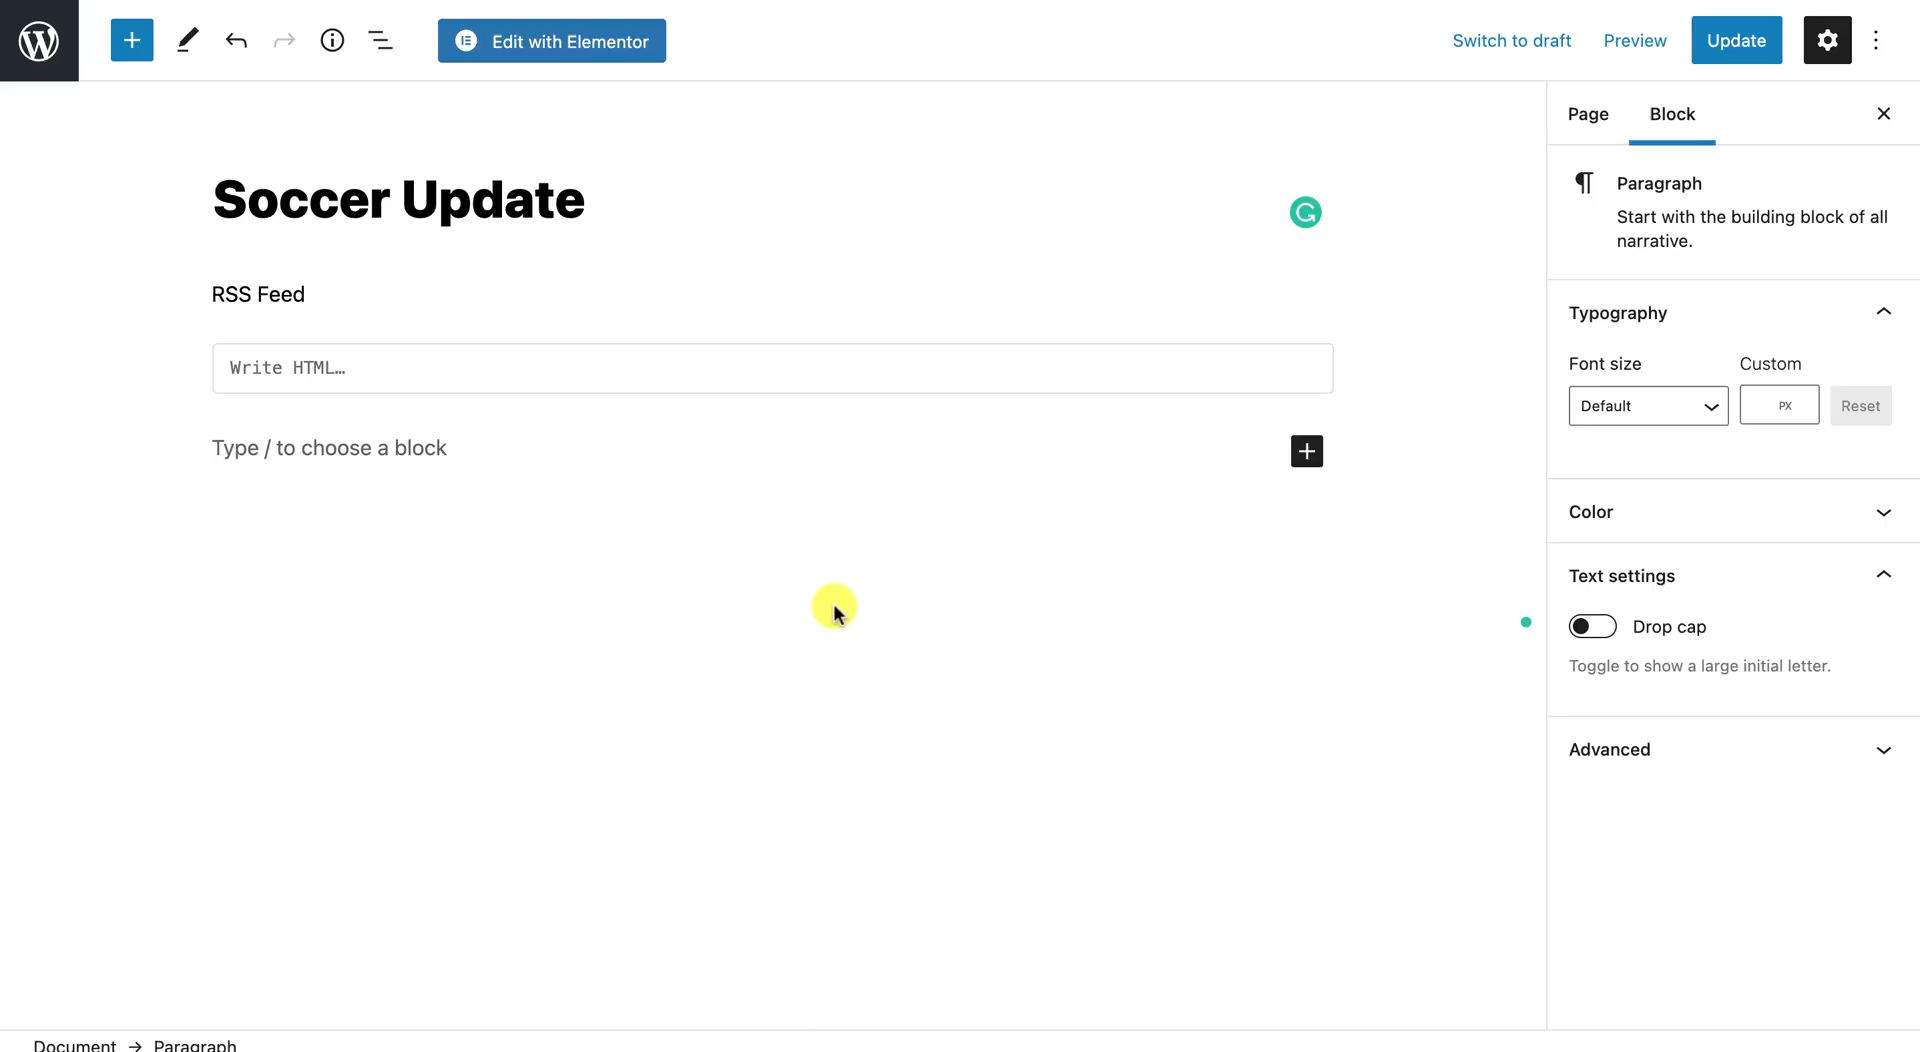 Edit with Elementor
Switch to draft
Preview
Update
Page
Block
Soccer Update
Paragraph
Start with the building block of all
narrative.
RSS Feed
Typography
Write HTML…
Font size
Custom
Default
PX
Reset
Type / to choose a block
Color
Text settings
Drop cap
Toggle to show a large initial letter.
Advanced
Document → Paragraph